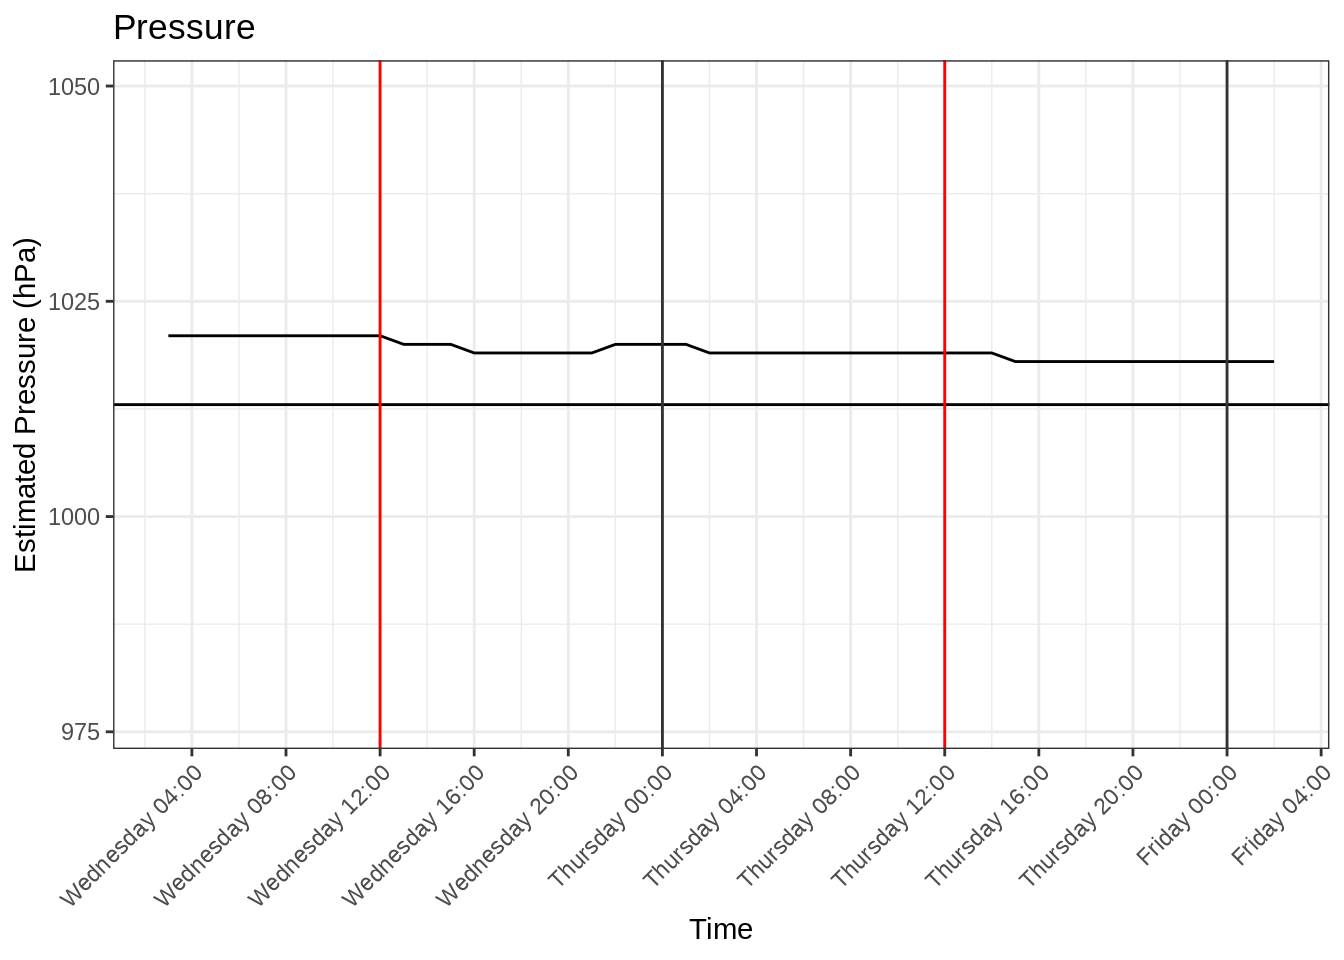 Pressure
Estimated Pressure (hPa)
1050
1025
1000
975
Wednesday 04:00
Wednesday 08:00
Wednesday 12:00
Wednesday 16:00
Wednesday 20:00
Thursday 00:00
Thursday 04:00
Thursday 08:00
Thursday 12:00
Thursday 16:00
Thursday 20:00
Friday 00:00
Friday 04:00
Time